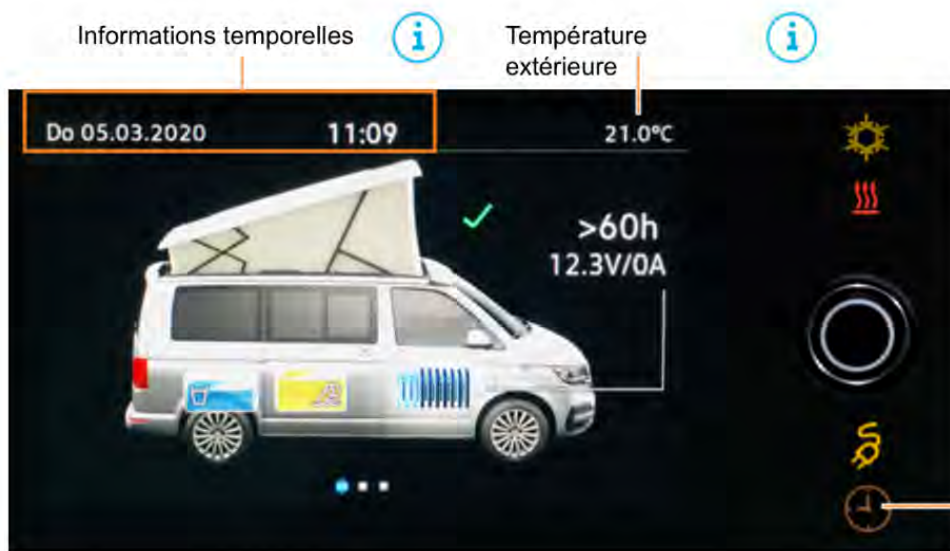 Informations temporelles
Température
extérieure
Do 05.03.2020 11:09 21.0°C
>60h
12.3V/0A